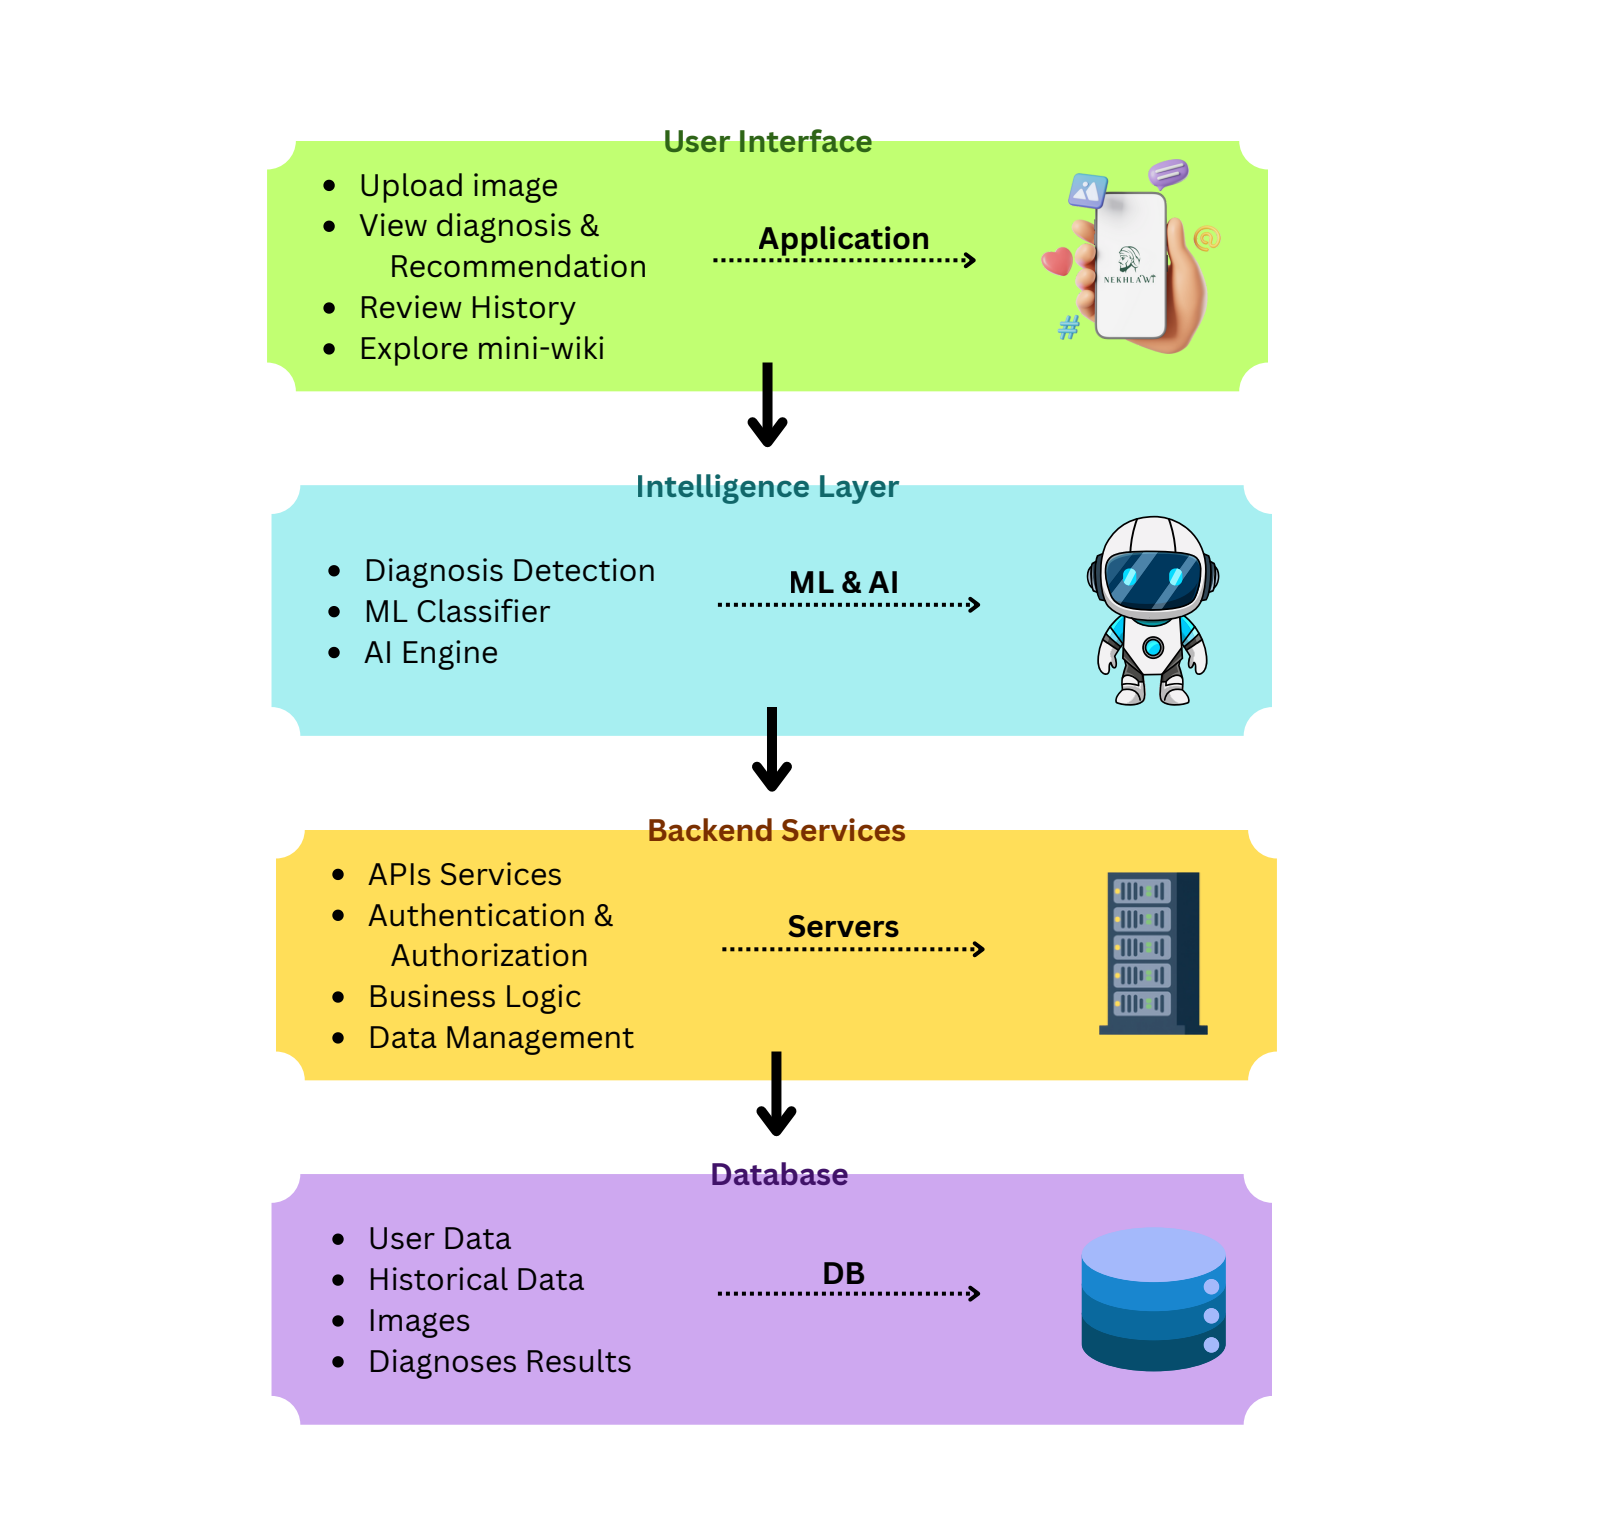 User Interface
• Upload image
• View diagnosis &
Recommendation
• Review History
• Explore mini-wiki
Application
NEKHLAWI
@
#
Intelligence Layer
• Diagnosis Detection
• ML Classifier
• AI Engine
ML & AI
Backend Services
• APIs Services
• Authentication &
Authorization
• Business Logic
• Data Management
Servers
Database
• User Data
• Historical Data
• Images
• Diagnoses Results
DB